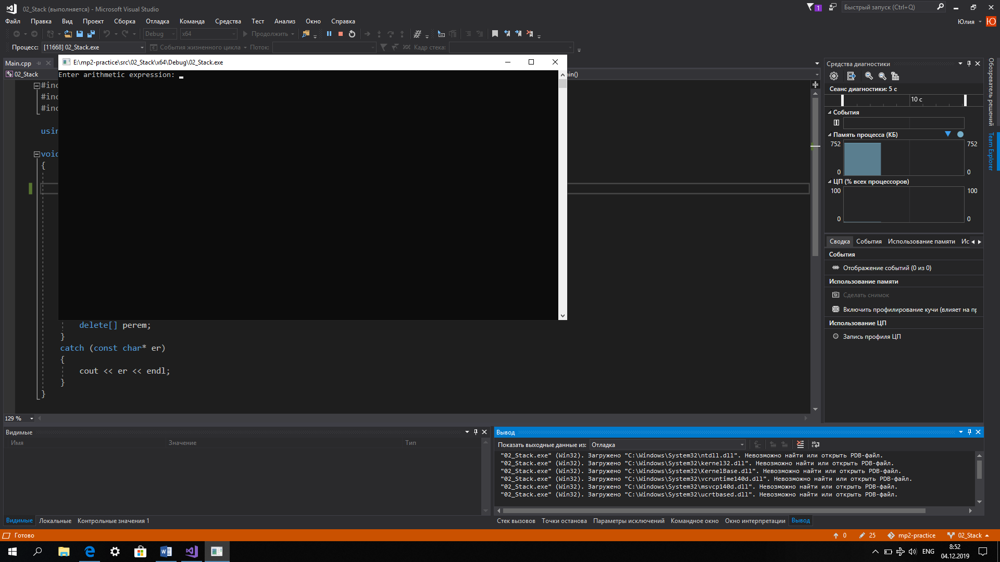 02_Stack (выполняется) - Microsoft Visual Studio
1
Быстрый запуск (Ctrl+Q)
Файл Правка Вид Проект Сборка Отладка Команда Средства Тест Анализ Окно Справка
Юлия Ю
Debug x64 Продолжить
Процесс: [11668] 02_Stack.exe События жизненного цикла Поток: Кадр стека:
Main.cpp
E:\mp2-practice\src\02_Stack\x64\Debug\02_Stack.exe
02_Stack
ain()
Enter arithmetic expression:
#inc
#inc
#inc
usin
void
{
delete[] perem;
}
catch (const char* er)
{
cout << er << endl;
}
}
129 %
Средства диагностики
Сеанс диагностики: 5 с
10 с
События
Память процесса (КБ)
752 752
0 0
ЦП (% всех процессоров)
100 100
0 0
Сводка События Использование памяти Ис
События
Отображение событий (0 из 0)
Использование памяти
Сделать снимок
Включить профилирование кучи (влияет на пр
Использование ЦП
Запись профиля ЦП
Обозреватель решений
Team Explorer
Видимые
Имя Значение Тип
Видимые Локальные Контрольные значения 1
Вывод
Показать выходные данные из: Отладка
"02_Stack.exe" (Win32). Загружено "C:\Windows\System32\ntdll.dll". Невозможно найти или открыть PDB-файл.
"02_Stack.exe" (Win32). Загружено "C:\Windows\System32\kernel32.dll". Невозможно найти или открыть PDB-файл.
"02_Stack.exe" (Win32). Загружено "C:\Windows\System32\KernelBase.dll". Невозможно найти или открыть PDB-файл.
"02_Stack.exe" (Win32). Загружено "C:\Windows\System32\vcruntime140d.dll". Невозможно найти или открыть PDB-файл.
"02_Stack.exe" (Win32). Загружено "C:\Windows\System32\msvcp140d.dll". Невозможно найти или открыть PDB-файл.
"02_Stack.exe" (Win32). Загружено "C:\Windows\System32\ucrtbased.dll". Невозможно найти или открыть PDB-файл.
Стек вызовов Точки останова Параметры исключений Командное окно Окно интерпретации Вывод
Готово
0 25 mp2-practice 02_Stack
ENG
8:52
04.12.2019